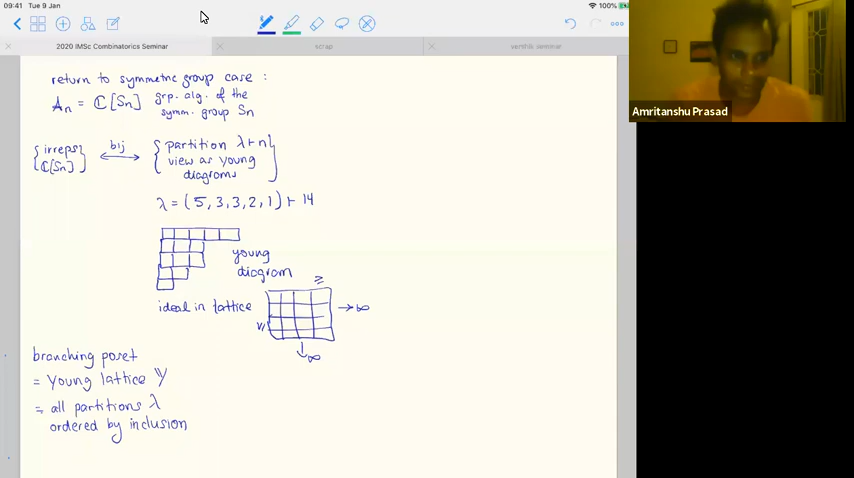 09:41 Tue 9 Jan
100%
2020 IMSc Combinatorics Seminar
scrap
vershik seminar
Amritanshu Prasad
return to symmetric group case :
𝔸n = ℂ[Sn] grp. alg. of the
symm. group Sn
{ irreps ℂ[Sn] } bij ⟷ { partition λ ⊢ n
view as Young
diagrams }
λ = (5, 3, 3, 2, 1) ⊢ 14
young
diagram
ideal in lattice ≥ ≥ → ∞
↓ ∞
branching poset
= Young lattice 𝕐
= all partitions λ
ordered by inclusion